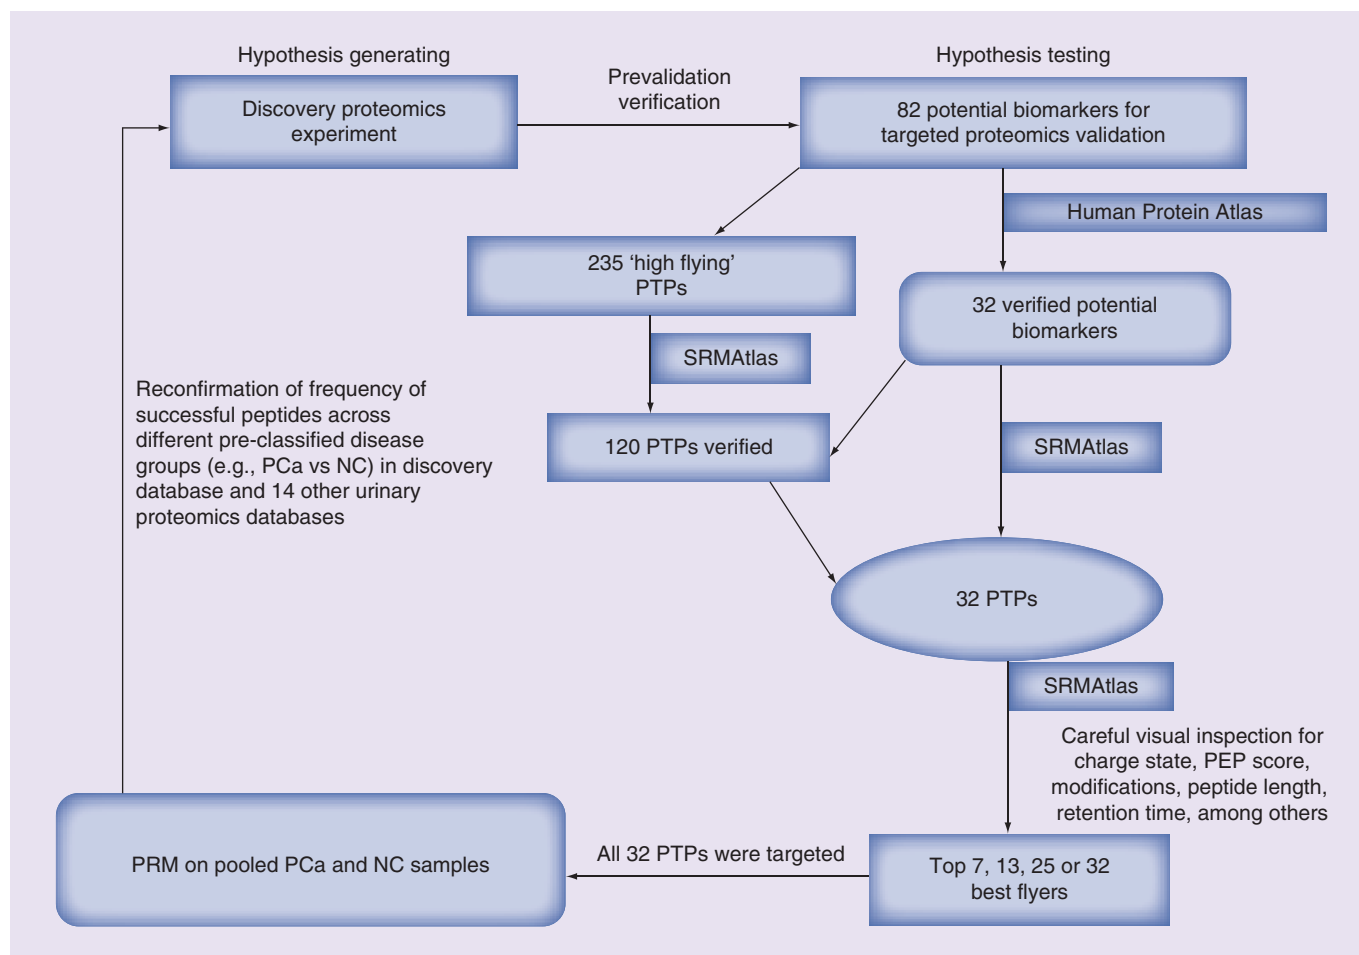 Hypothesis generating
Hypothesis testing
Discovery proteomics
experiment
Prevalidation
verification
82 potential biomarkers for
targeted proteomics validation
Human Protein Atlas
235 ‘high flying’
PTPs
32 verified potential
biomarkers
SRMAtlas
Reconfirmation of frequency of
successful peptides across
different pre-classified disease
groups (e.g., PCa vs NC) in discovery
database and 14 other urinary
proteomics databases
120 PTPs verified
SRMAtlas
32 PTPs
SRMAtlas
Careful visual inspection for
charge state, PEP score,
modifications, peptide length,
retention time, among others
PRM on pooled PCa and NC samples
All 32 PTPs were targeted
Top 7, 13, 25 or 32
best flyers